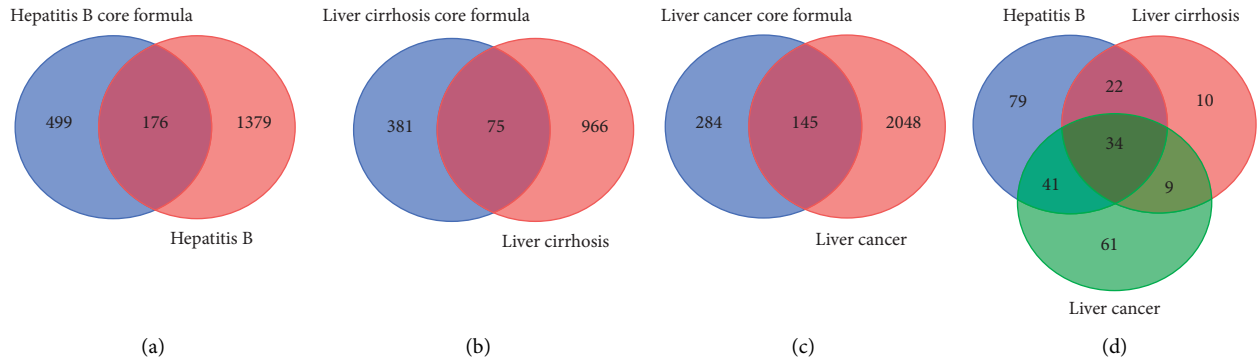 Hepatitis B core formula
499 176 1379
Hepatitis B
(a)
Liver cirrhosis core formula
381 75 966
Liver cirrhosis
(b)
Liver cancer core formula
284 145 2048
Liver cancer
(c)
Hepatitis B Liver cirrhosis
79 22 10
34
41 9
61
Liver cancer
(d)